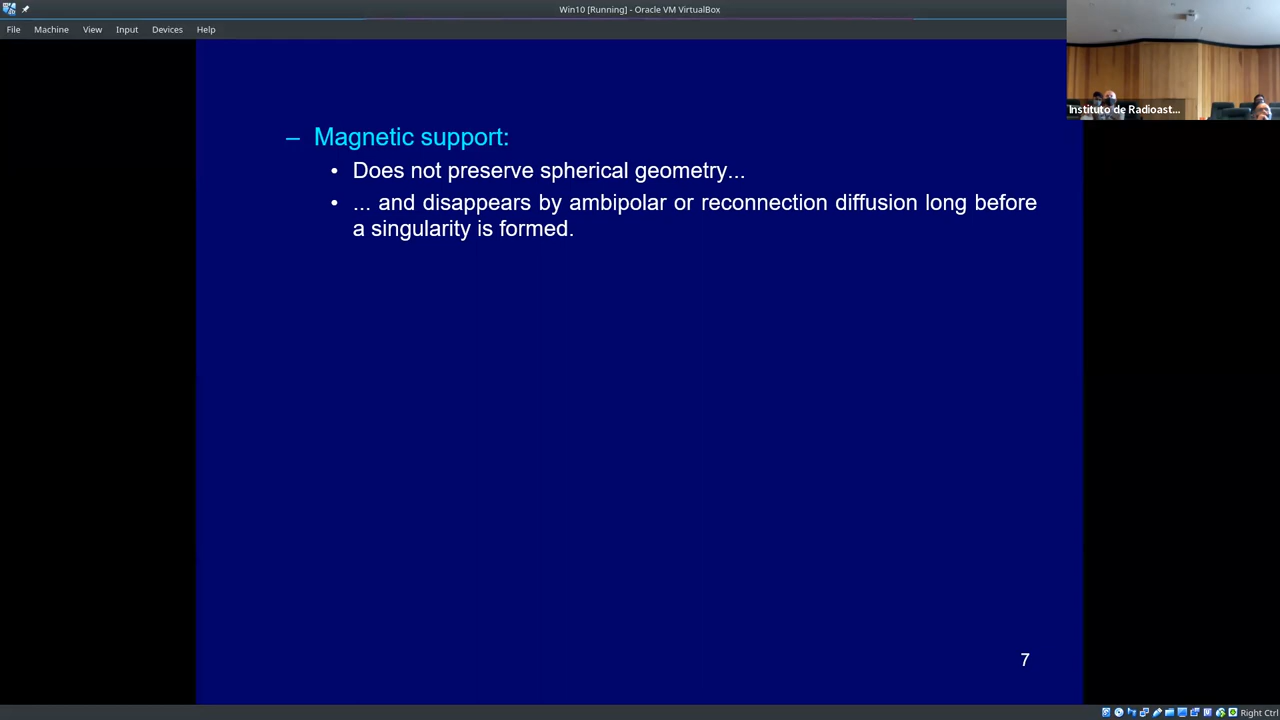 Win10 [Running] - Oracle VM VirtualBox
File Machine View Input Devices Help
Instituto de Radioast...
– Magnetic support:
• Does not preserve spherical geometry...
• ... and disappears by ambipolar or reconnection diffusion long before
a singularity is formed.
7
Right Ctrl